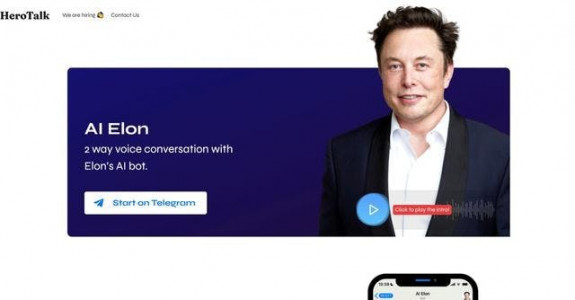 HeroTalk
We are hiring
Contact Us
AI Elon
2 way voice conversation with
Elon's AI bot.
Start on Telegram
Click to play the intro!
AI Elon